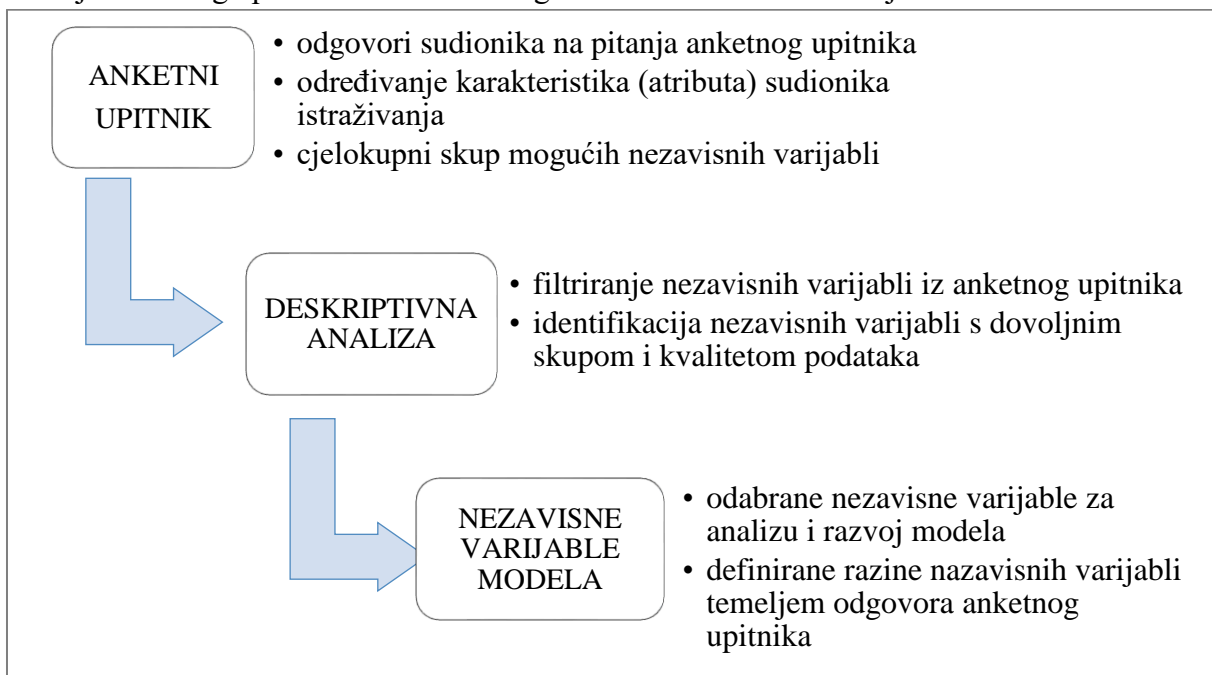 ANKETNI
UPITNIK
• odgovori sudionika na pitanja anketnog upitnika
• određivanje karakteristika (atributa) sudionika
istraživanja
• cjelokupni skup mogućih nezavisnih varijabli
DESKRIPTIVNA
ANALIZA
• filtriranje nezavisnih varijabli iz anketnog upitnika
• identifikacija nezavisnih varijabli s dovoljnim
skupom i kvalitetom podataka
NEZAVISNE
VARIJABLE
MODELA
• odabrane nezavisne varijable za
analizu i razvoj modela
• definirane razine nazavisnih varijabli
temeljem odgovora anketnog
upitnika